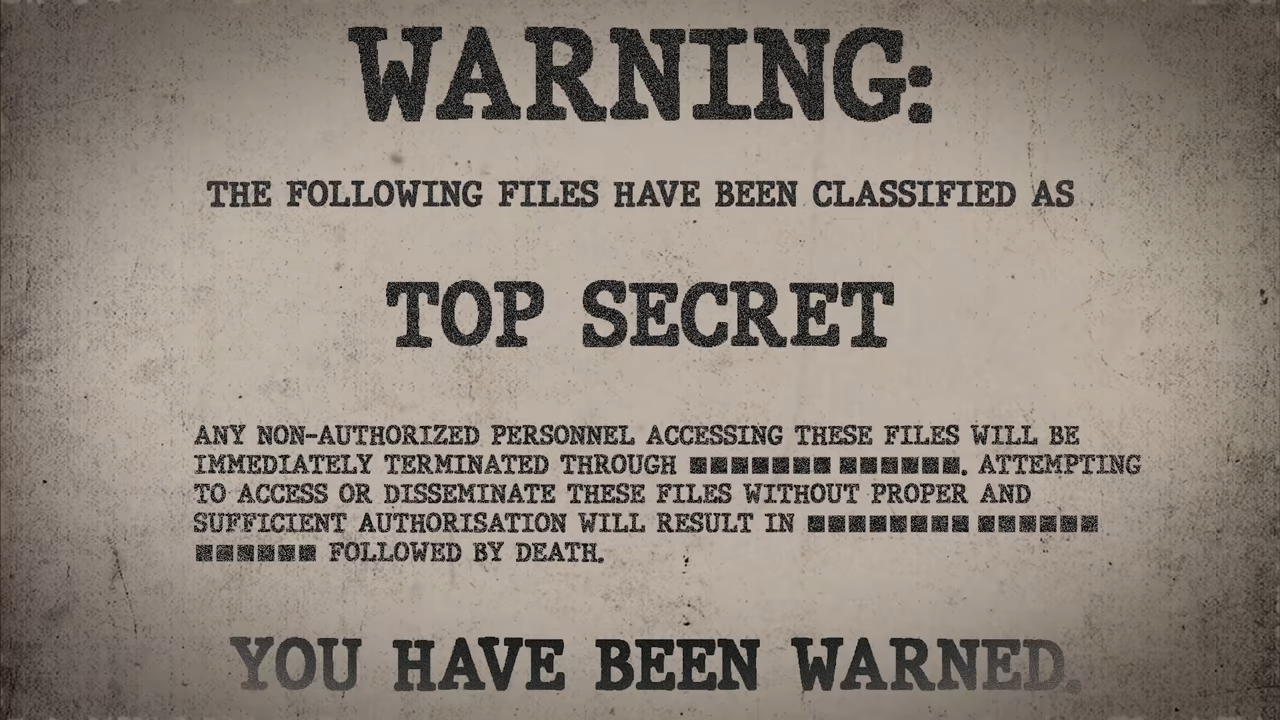 WARNING:
THE FOLLOWING FILES HAVE BEEN CLASSIFIED AS
TOP SECRET
ANY NON-AUTHORIZED PERSONNEL ACCESSING THESE FILES WILL BE
IMMEDIATELY TERMINATED THROUGH ■■■■■■■ ■■■■■■. ATTEMPTING
TO ACCESS OR DISSEMINATE THESE FILES WITHOUT PROPER AND
SUFFICIENT AUTHORISATION WILL RESULT IN ■■■■■■■■ ■■■■■■
■■■■■■ FOLLOWED BY DEATH.
YOU HAVE BEEN WARNED.